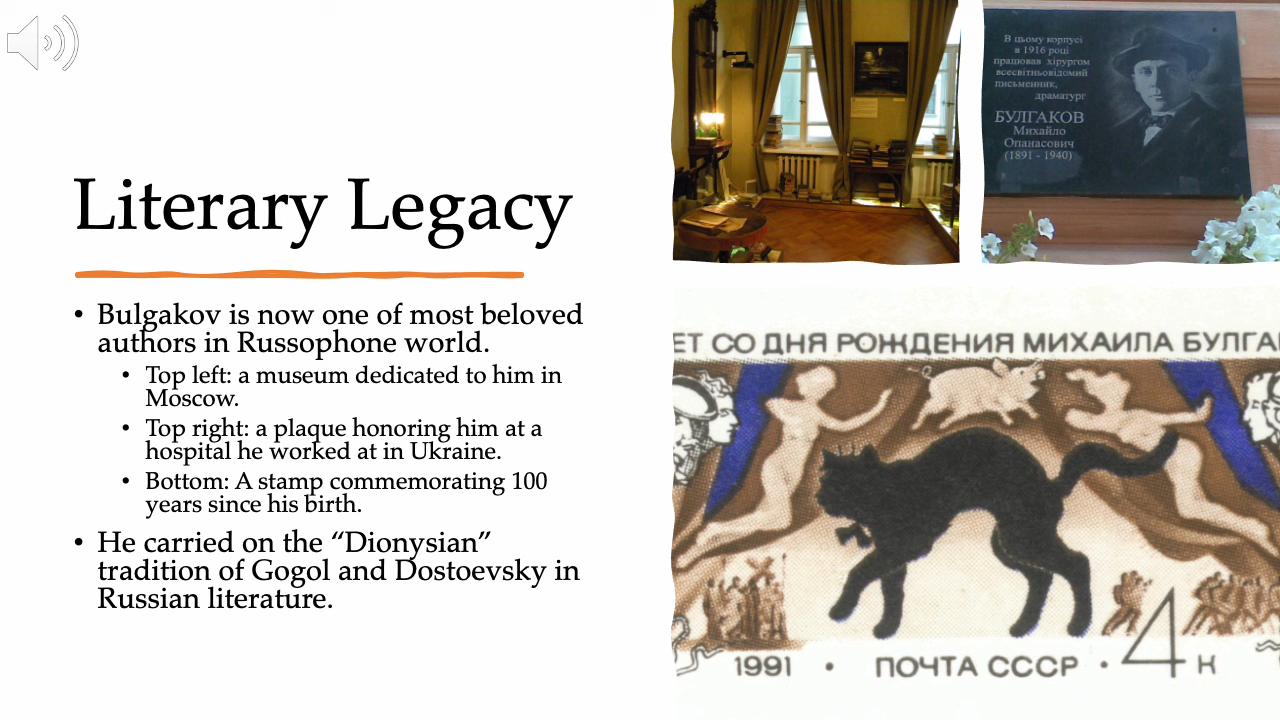 Literary Legacy
• Bulgakov is now one of most beloved
authors in Russophone world.
• Top left: a museum dedicated to him in
Moscow.
• Top right: a plaque honoring him at a
hospital he worked at in Ukraine.
• Bottom: A stamp commemorating 100
years since his birth.
• He carried on the “Dionysian”
tradition of Gogol and Dostoevsky in
Russian literature.
В цьому корпусі
в 1916 році
працював хірургом
всесвітньовідомий
письменник,
драматург
БУЛГАКОВ
Михайло
Опанасович
(1891 - 1940)
ЕТ СО ДНЯ РОЖДЕНИЯ МИХАИЛА БУЛГА
1991 • ПОЧТА СССР • 4 К